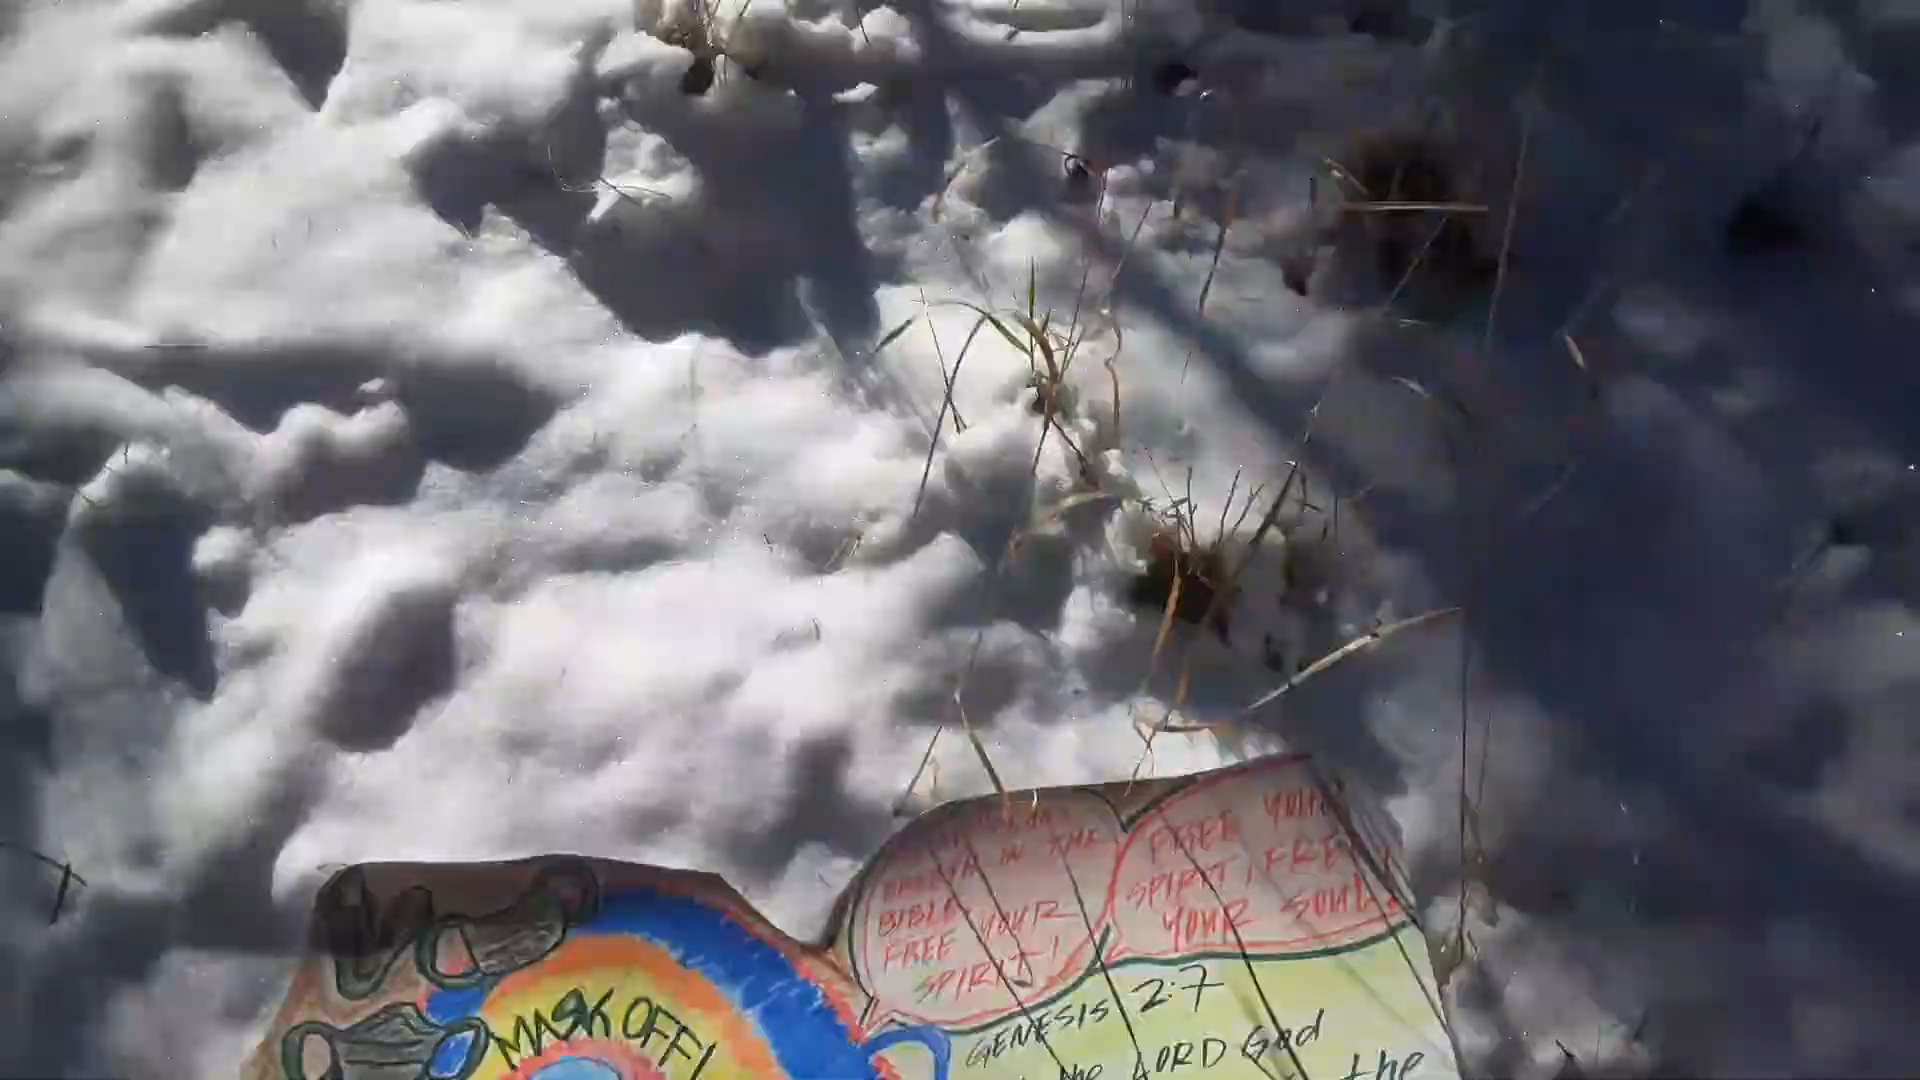 IN THE
BIBLE
FREE YOUR
SPIRIT!
FREE YOUR
SPIRIT, FREE
YOUR SOUL
GENESIS 2:7
the LORD God
the
MASK OFF!